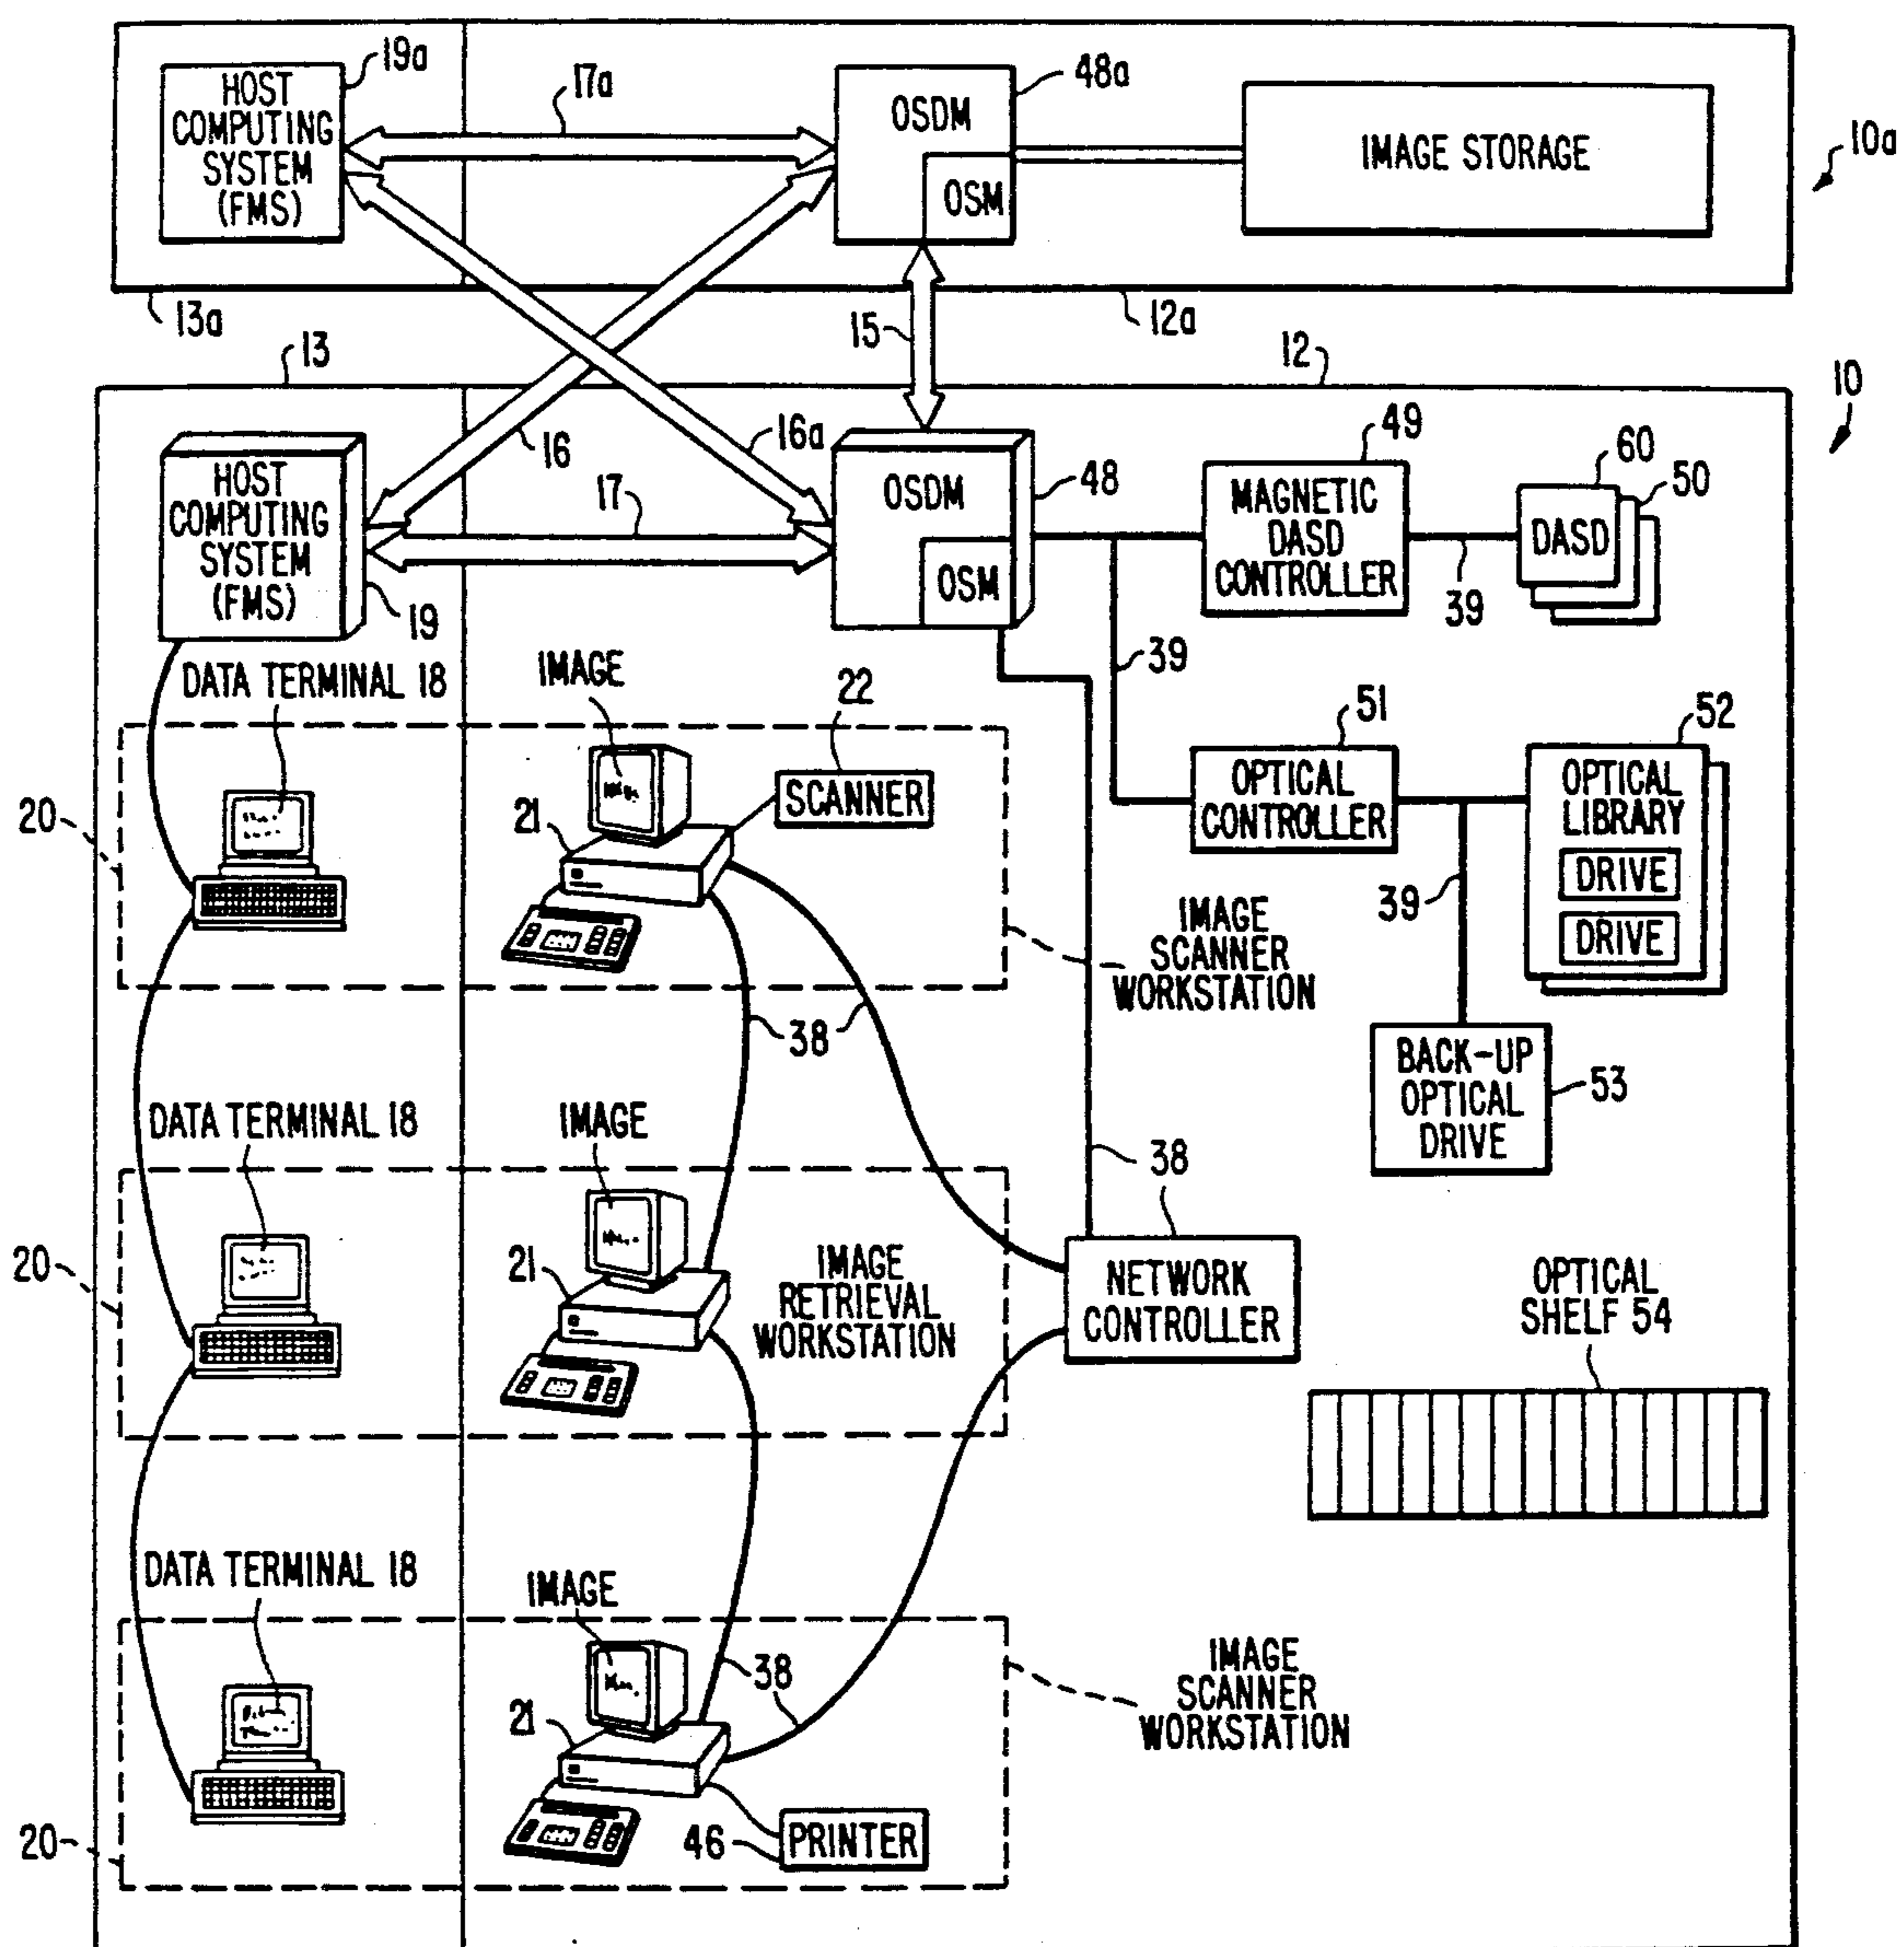 HOST
COMPUTING
SYSTEM
(FMS)
19a
17a
OSDM
OSM
48a
IMAGE STORAGE
10a
13a
12a
15
13
12
10
HOST
COMPUTING
SYSTEM
(FMS)
19
16
16a
17
OSDM
OSM
48
49
MAGNETIC
DASD
CONTROLLER
39
60
50
DASD
39
51
OPTICAL
CONTROLLER
52
OPTICAL
LIBRARY
DRIVE
DRIVE
39
BACK-UP
OPTICAL
DRIVE
53
DATA TERMINAL 18
IMAGE
22
SCANNER
21
20
IMAGE
SCANNER
WORKSTATION
38
DATA TERMINAL 18
IMAGE
21
20
IMAGE
RETRIEVAL
WORKSTATION
38
NETWORK
CONTROLLER
OPTICAL
SHELF 54
DATA TERMINAL 18
IMAGE
38
21
20
46
PRINTER
IMAGE
SCANNER
WORKSTATION